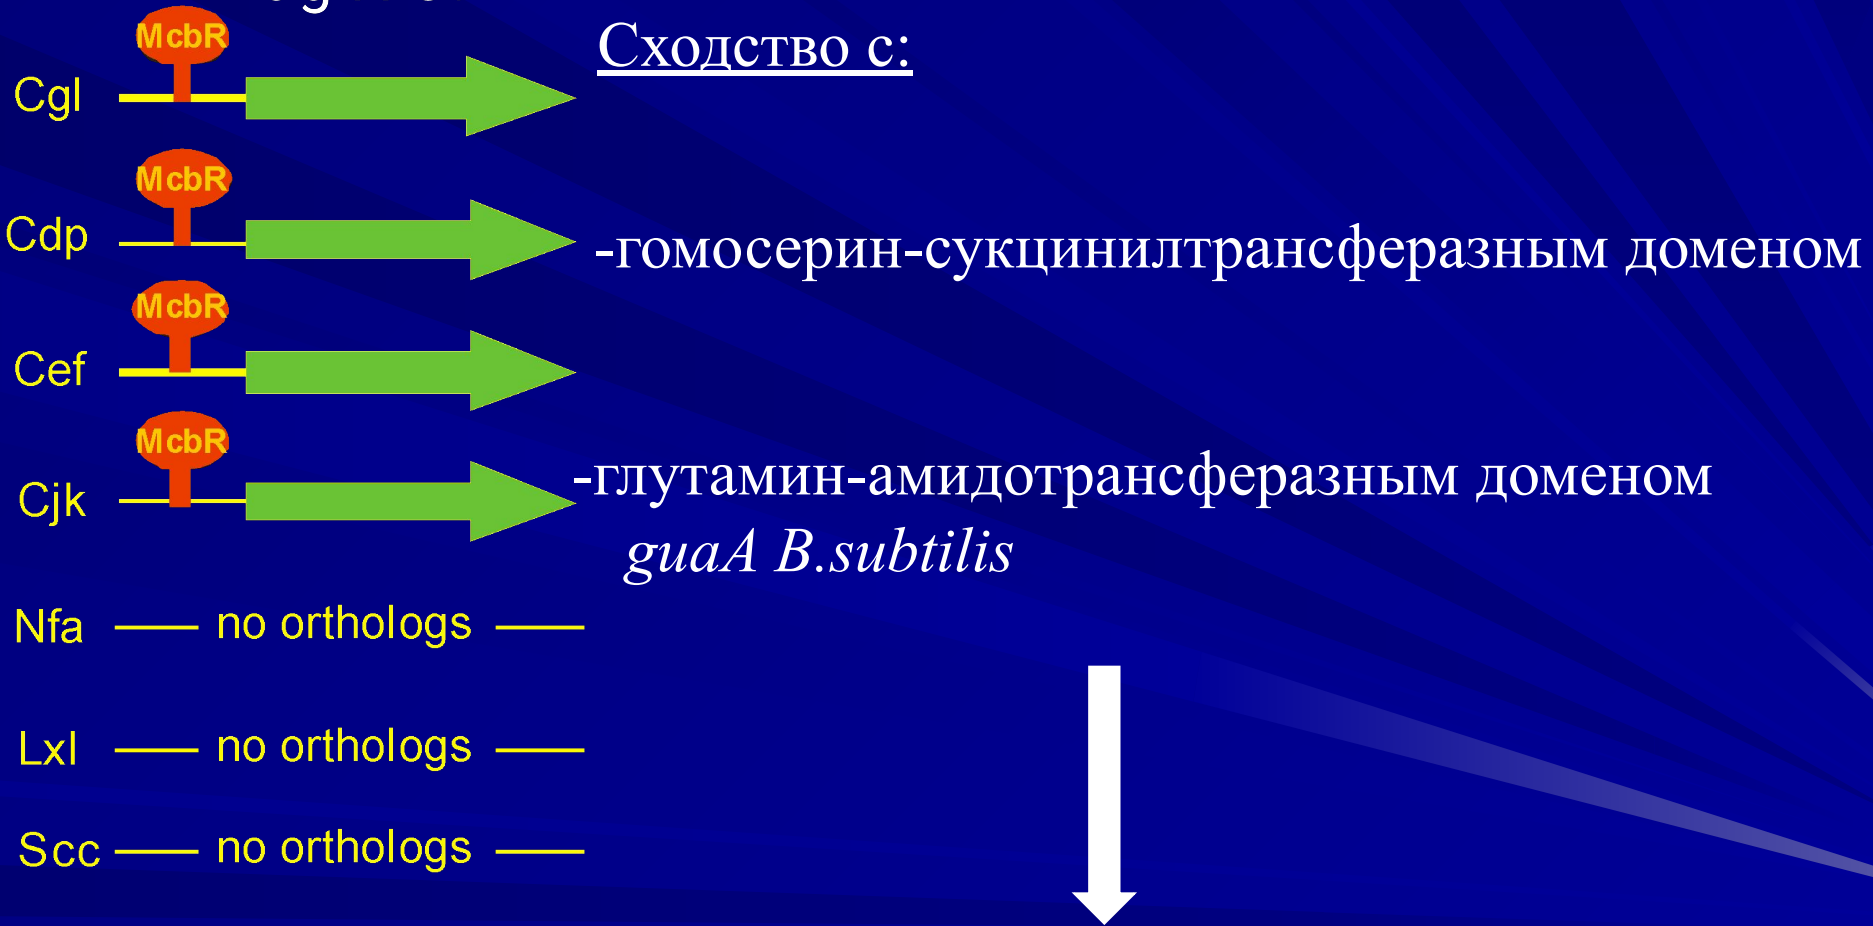 McbR
Сходство с:
Cgl
McbR
Cdp
-гомосерин-сукцинилтрансферазным доменом
McbR
Cef
McbR
-глутамин-амидотрансферазным доменом
Cjk
guaA B.subtilis
Nfa no orthologs
Lxl no orthologs
Scc no orthologs